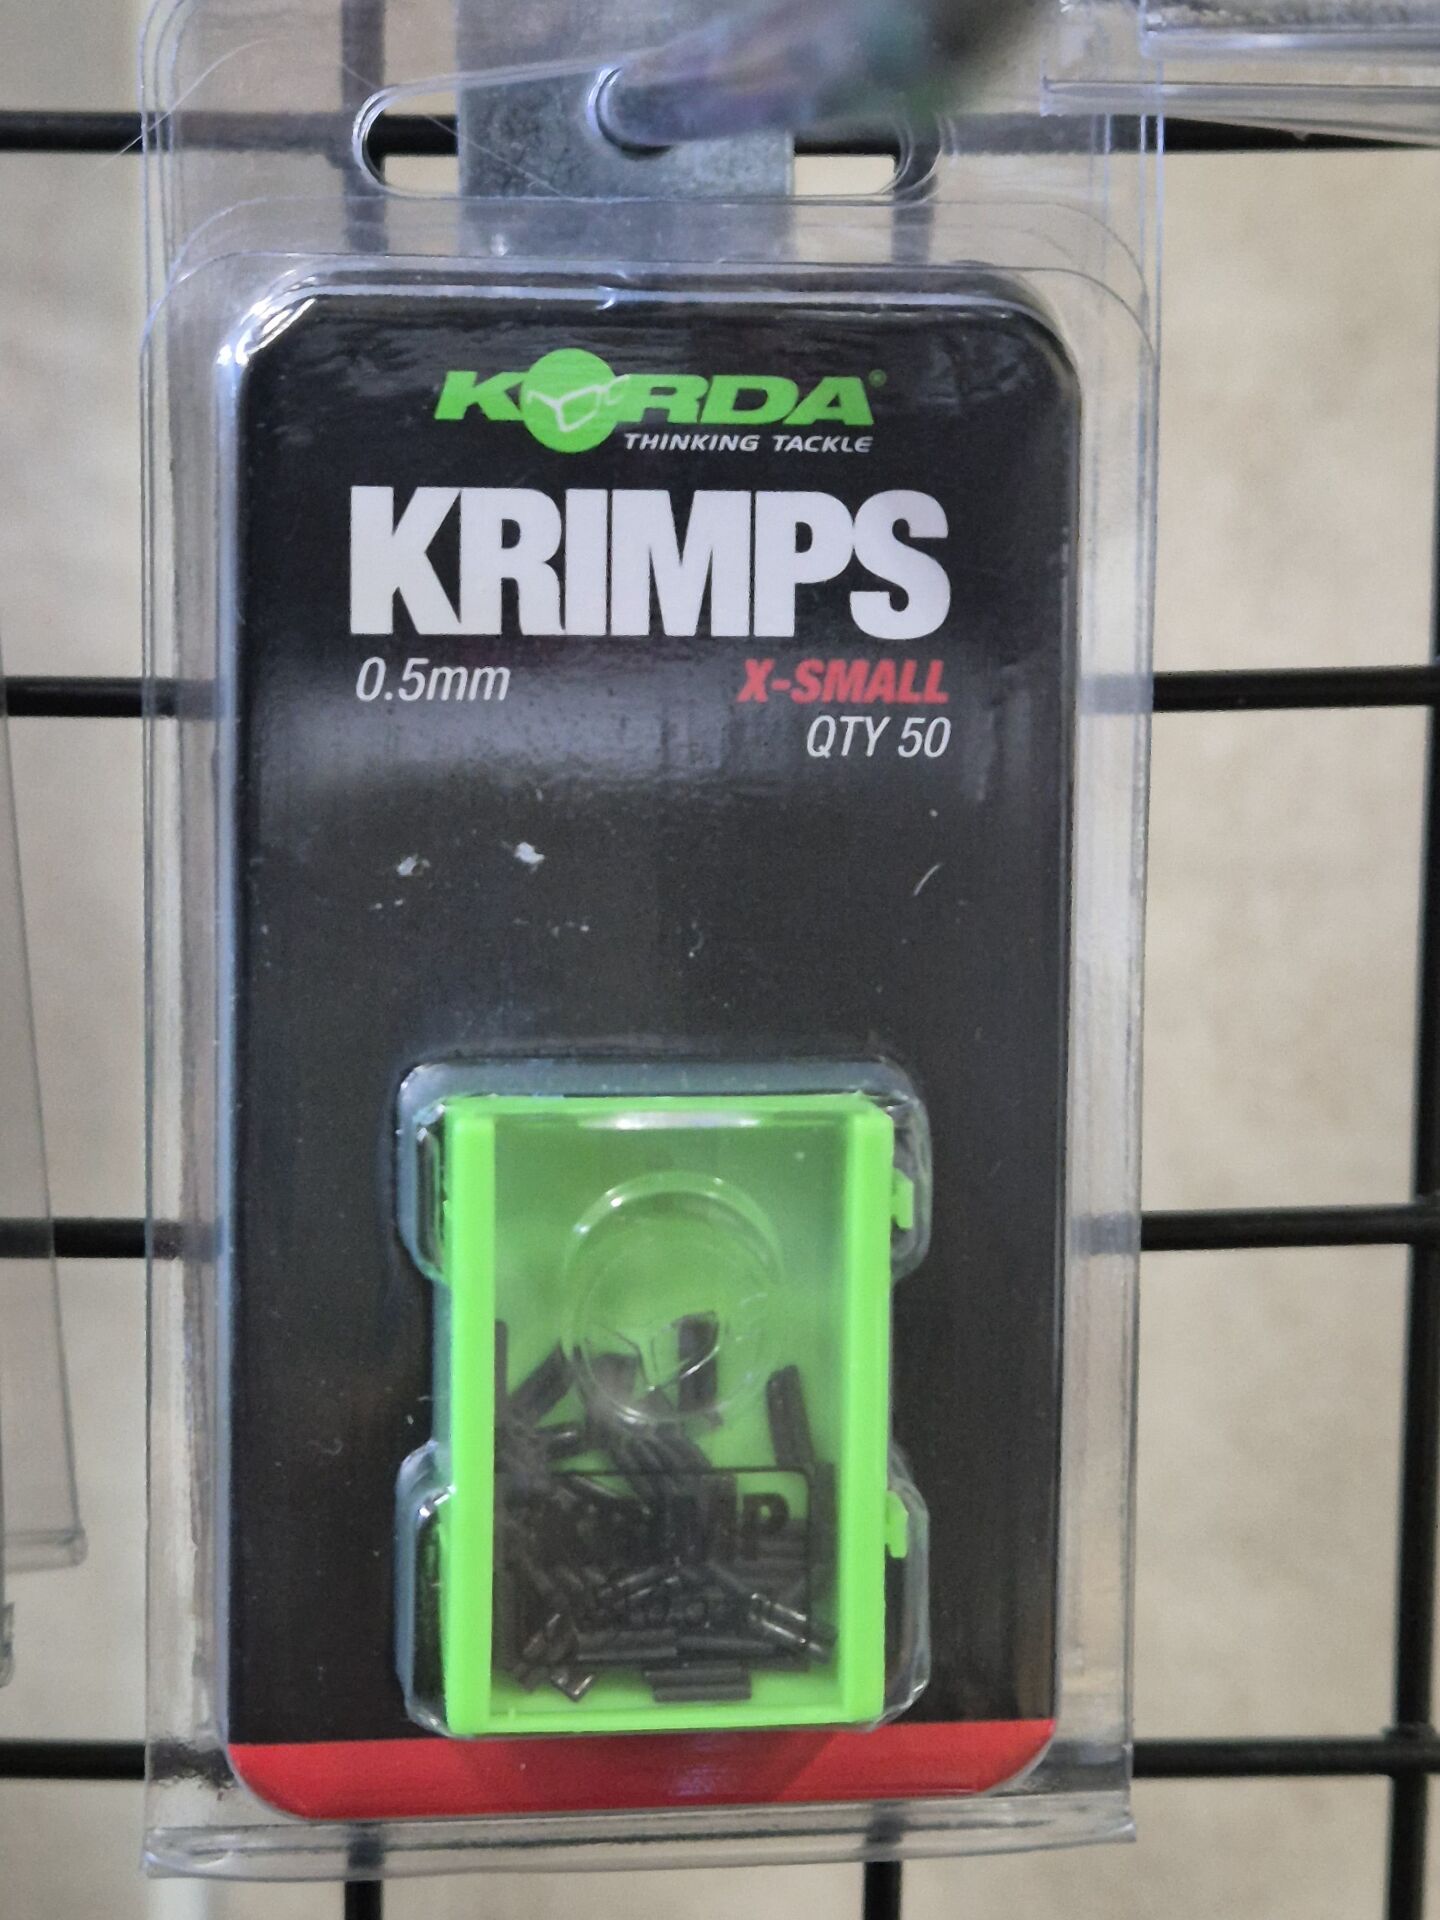 KORDA®
THINKING TACKLE
KRIMPS
0.5mm
X-SMALL
QTY 50